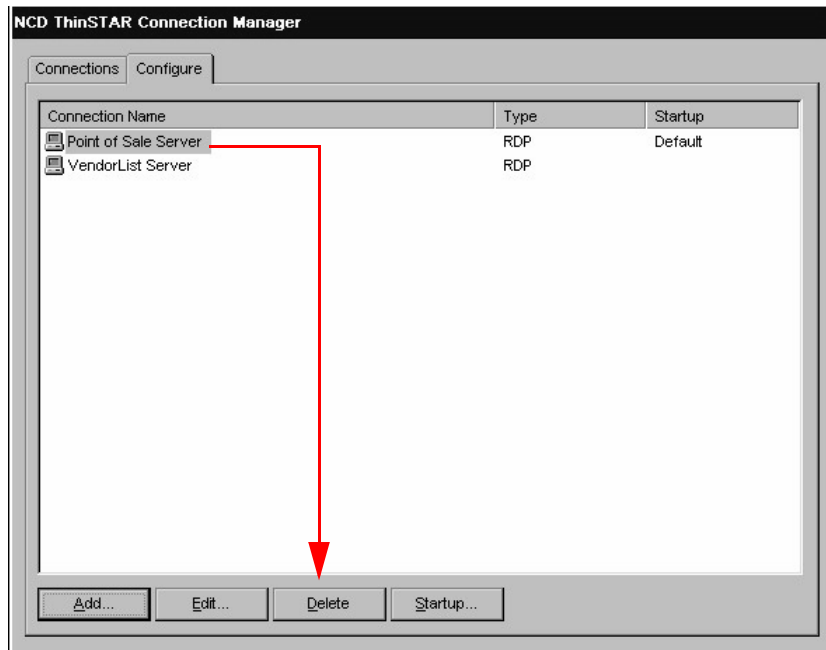 NCD ThinSTAR Connection Manager
Connections Configure
Connection Name Type Startup
Point of Sale Server RDP Default
VendorList Server RDP
Add... Edit... Delete Startup...